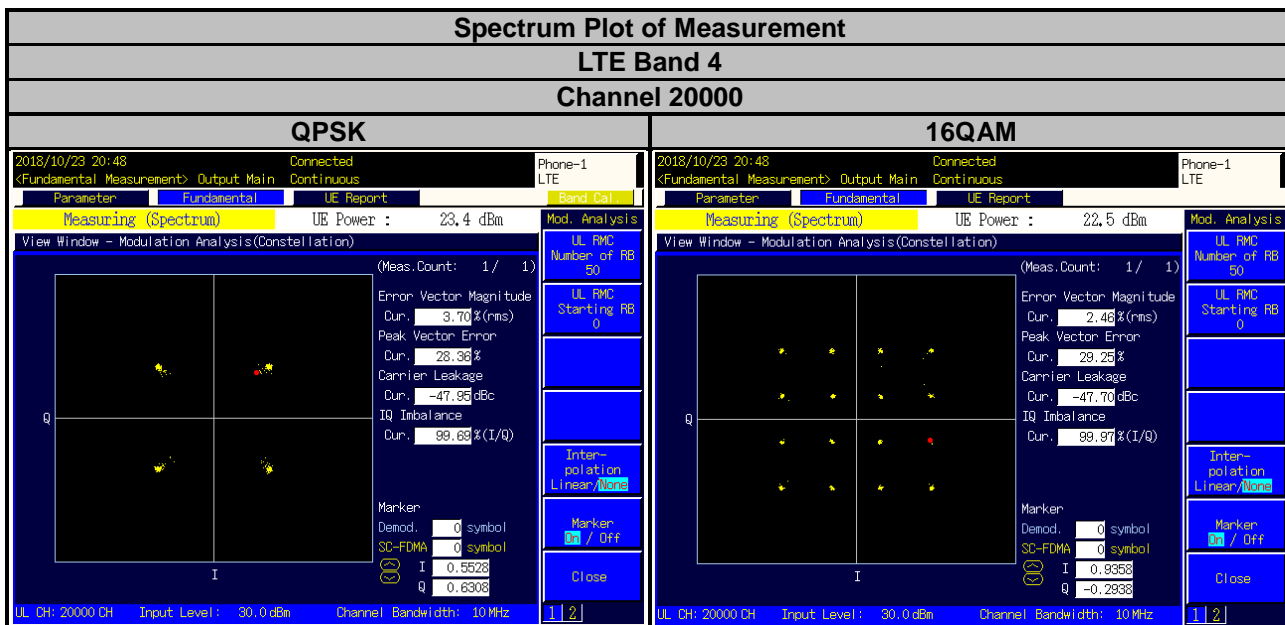 Spectrum Plot of Measurement
LTE Band 4
Channel 20000
QPSK
2018/10/23 20:48 Connected Phone-1
<Fundamental Measurement> Output Main Continuous LTE
Parameter Fundamental UE Report Band Cal.
Measuring (Spectrum) UE Power : 23.4 dBm Mod. Analysis
View Window - Modulation Analysis(Constellation)
(Meas.Count: 1/ 1)
Error Vector Magnitude
Cur. 3.70 %(rms)
Peak Vector Error
Cur. 28.36 %
Carrier Leakage
Cur. -47.95 dBc
IQ Imbalance
Cur. 99.69 %(I/Q)
Q
I
Marker
Demod. 0 symbol
SC-FDMA 0 symbol
I 0.5528
Q 0.6308
UL RMC
Number of RB
50
UL RMC
Starting RB
0
Inter-
polation
Linear/None
Marker
On / Off
Close
UL CH: 20000 CH Input Level: 30.0 dBm Channel Bandwidth: 10 MHz 1 2
16QAM
2018/10/23 20:48 Connected Phone-1
<Fundamental Measurement> Output Main Continuous LTE
Parameter Fundamental UE Report
Measuring (Spectrum) UE Power : 22.5 dBm Mod. Analysis
View Window - Modulation Analysis(Constellation)
(Meas.Count: 1/ 1)
Error Vector Magnitude
Cur. 2.46 %(rms)
Peak Vector Error
Cur. 29.25 %
Carrier Leakage
Cur. -47.70 dBc
IQ Imbalance
Cur. 99.97 %(I/Q)
Q
I
Marker
Demod. 0 symbol
SC-FDMA 0 symbol
I 0.9358
Q -0.2938
UL RMC
Number of RB
50
UL RMC
Starting RB
0
Inter-
polation
Linear/None
Marker
On / Off
Close
UL CH: 20000 CH Input Level: 30.0 dBm Channel Bandwidth: 10 MHz 1 2